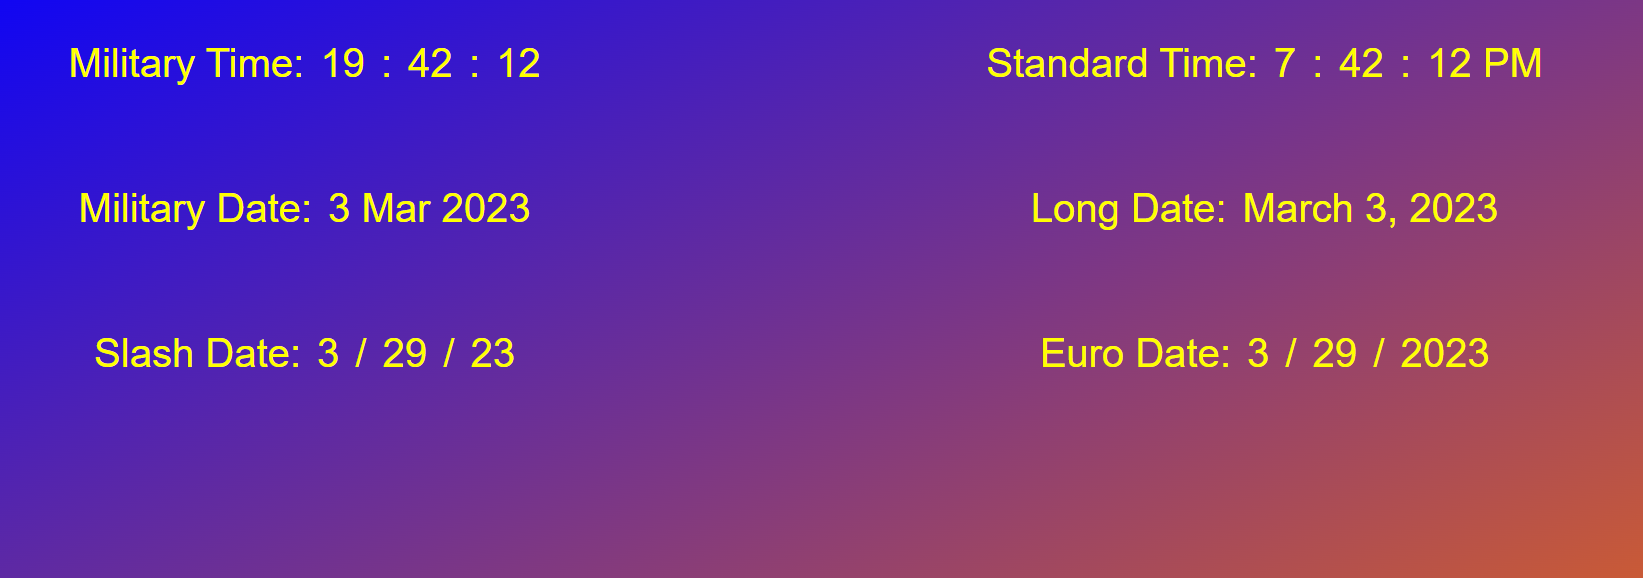 Military Time: 19 : 42 : 12
Standard Time: 7 : 42 : 12 PM
Military Date: 3 Mar 2023
Long Date: March 3, 2023
Slash Date: 3 / 29 / 23
Euro Date: 3 / 29 / 2023